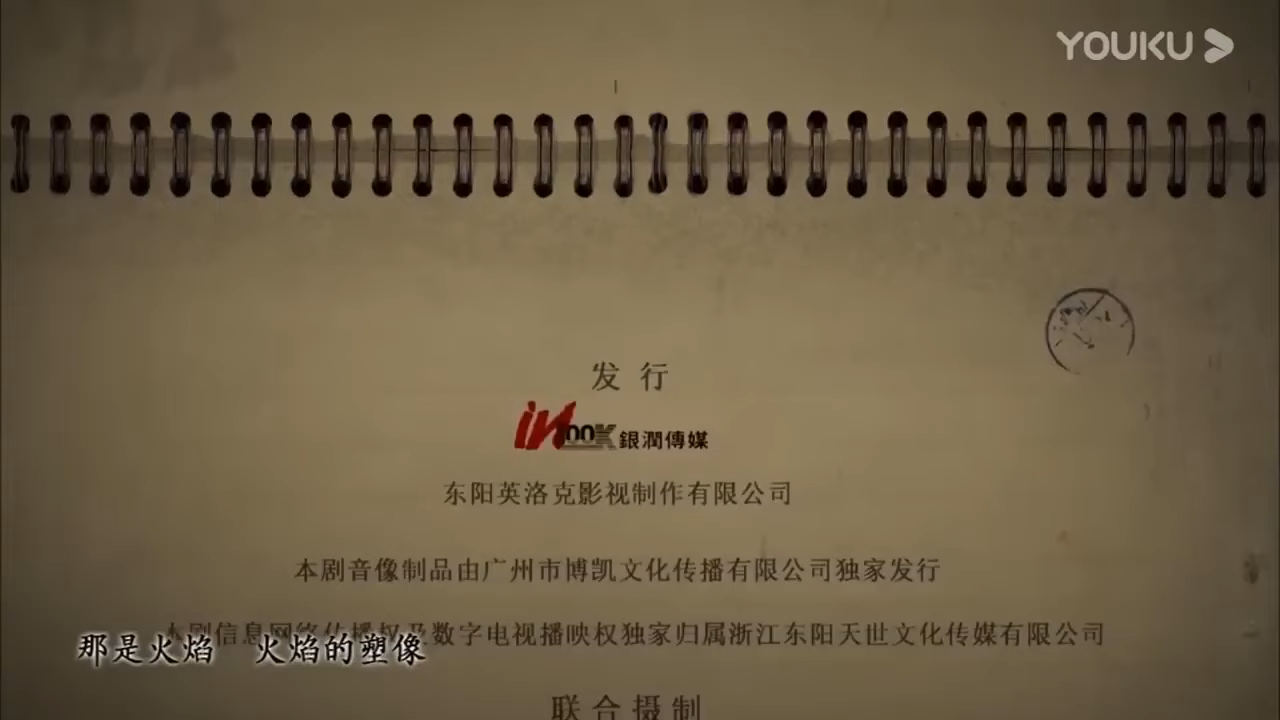 YOUKU
发行
inlook 銀潤傳媒
东阳英洛克影视制作有限公司
本剧音像制品由广州市博凯文化传播有限公司独家发行
本剧信息网络传播权及数字电视播映权独家归属浙江东阳天世文化传媒有限公司
那是火焰 火焰的塑像
联合摄制